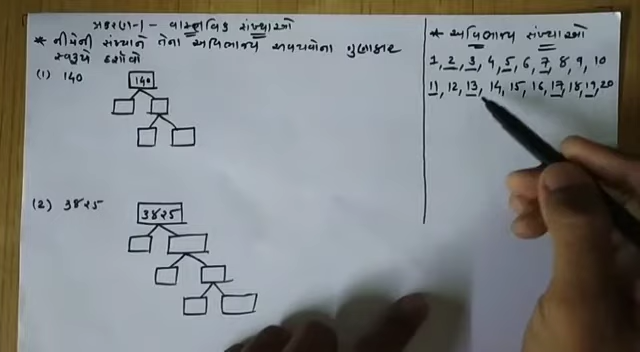 પ્રકરણ-1 - વાસ્તવિક સંખ્યાઓ
* નીચેની સંખ્યાને તેના અવિભાજ્ય અવયવોના ગુણાકાર
સ્વરૂપે દર્શાવો
(1) 140
140
(2) 3825
3825
* અવિભાજ્ય સંખ્યાઓ
1, 2, 3, 4, 5, 6, 7, 8, 9, 10
11, 12, 13, 14, 15, 16, 17, 18, 19, 20